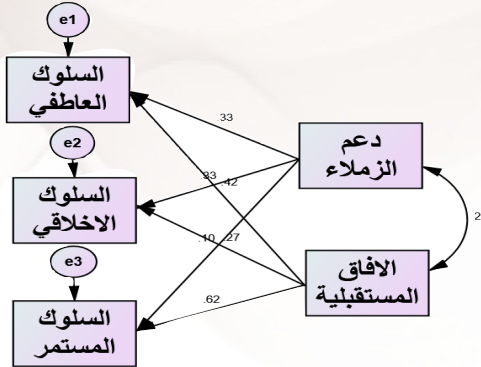 e1
السلوك
العاطفي
e2
السلوك
الاخلاقي
e3
السلوك
المستمر
دعم
الزملاء
الافاق
المستقبلية
.33
.33
.42
.10
.27
.62
2